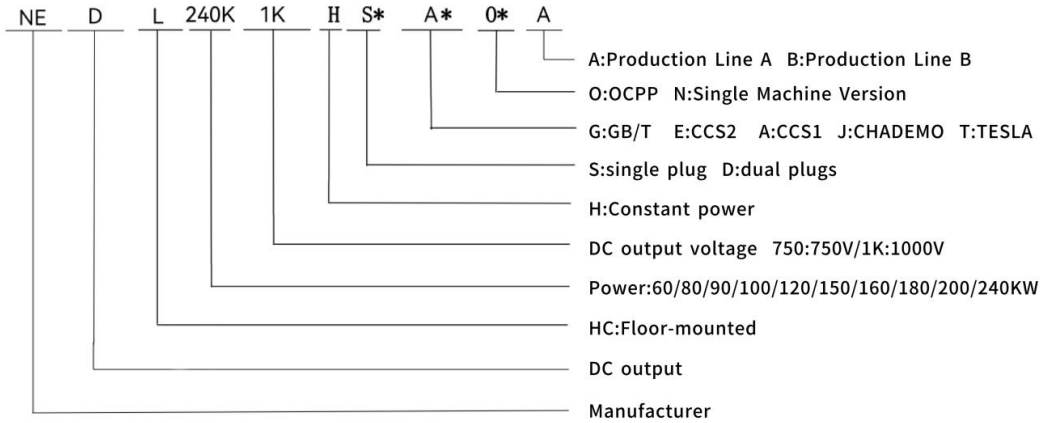 NE D L 240K 1K H S* A* O* A
A:Production Line A B:Production Line B
O:OCPP N:Single Machine Version
G:GB/T E:CCS2 A:CCS1 J:CHADEMO T:TESLA
S:single plug D:dual plugs
H:Constant power
DC output voltage 750:750V/1K:1000V
Power:60/80/90/100/120/150/160/180/200/240KW
HC:Floor-mounted
DC output
Manufacturer